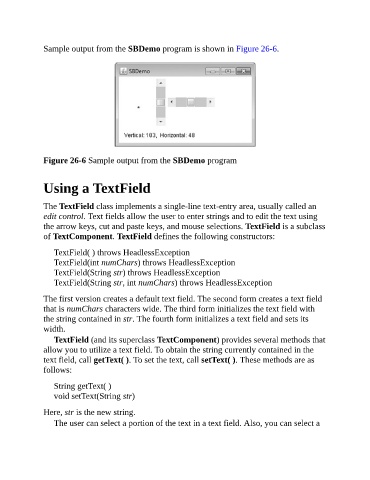 Sample output from the SBDemo program is shown in Figure 26-6.
SBDemo
Vertical: 103, Horizontal: 48
Figure 26-6 Sample output from the SBDemo program
Using a TextField
The TextField class implements a single-line text-entry area, usually called an
edit control. Text fields allow the user to enter strings and to edit the text using
the arrow keys, cut and paste keys, and mouse selections. TextField is a subclass
of TextComponent. TextField defines the following constructors:
TextField( ) throws HeadlessException
TextField(int numChars) throws HeadlessException
TextField(String str) throws HeadlessException
TextField(String str, int numChars) throws HeadlessException
The first version creates a default text field. The second form creates a text field
that is numChars characters wide. The third form initializes the text field with
the string contained in str. The fourth form initializes a text field and sets its
width.
TextField (and its superclass TextComponent) provides several methods that
allow you to utilize a text field. To obtain the string currently contained in the
text field, call getText( ). To set the text, call setText( ). These methods are as
follows:
String getText( )
void setText(String str)
Here, str is the new string.
The user can select a portion of the text in a text field. Also, you can select a